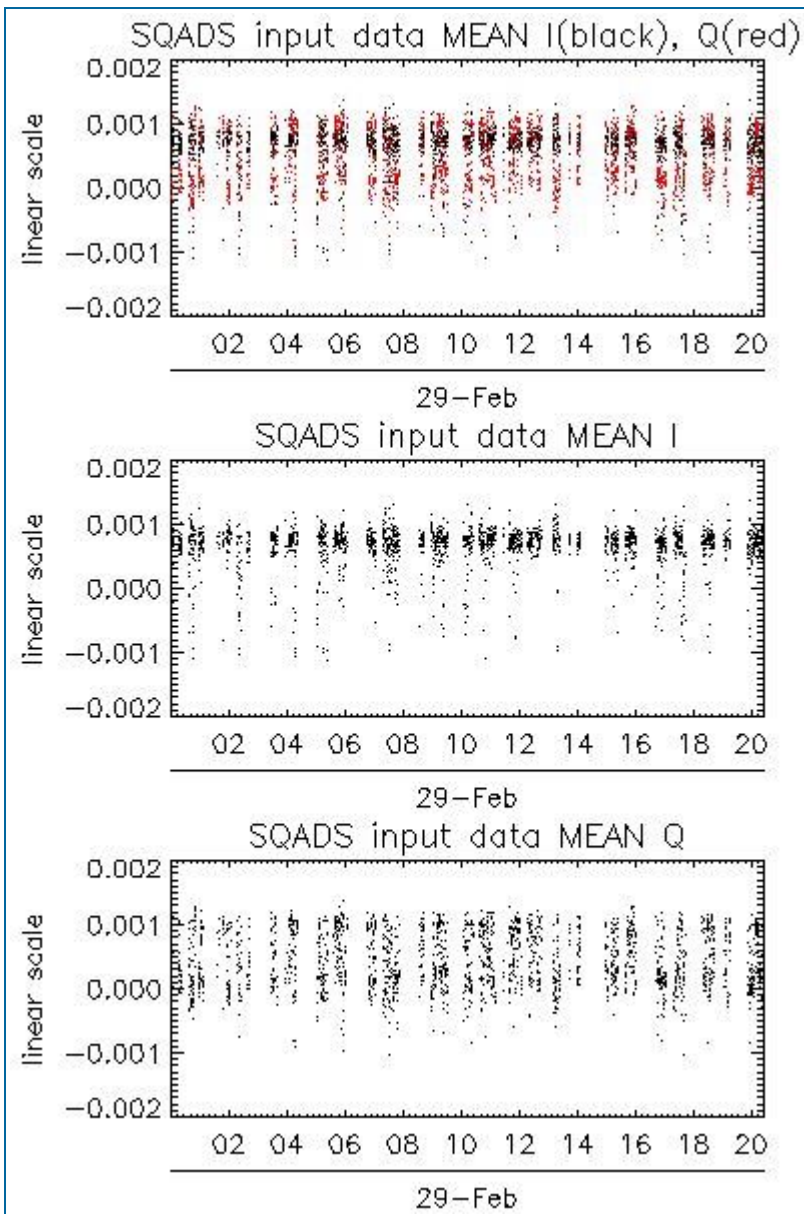 SQADS input data MEAN I(black), Q(red)
0.002
0.001
0.000
-0.001
-0.002
linear scale
02 04 06 08 10 12 14 16 18 20
29-Feb
SQADS input data MEAN I
0.002
0.001
0.000
-0.001
-0.002
linear scale
02 04 06 08 10 12 14 16 18 20
29-Feb
SQADS input data MEAN Q
0.002
0.001
0.000
-0.001
-0.002
linear scale
02 04 06 08 10 12 14 16 18 20
29-Feb